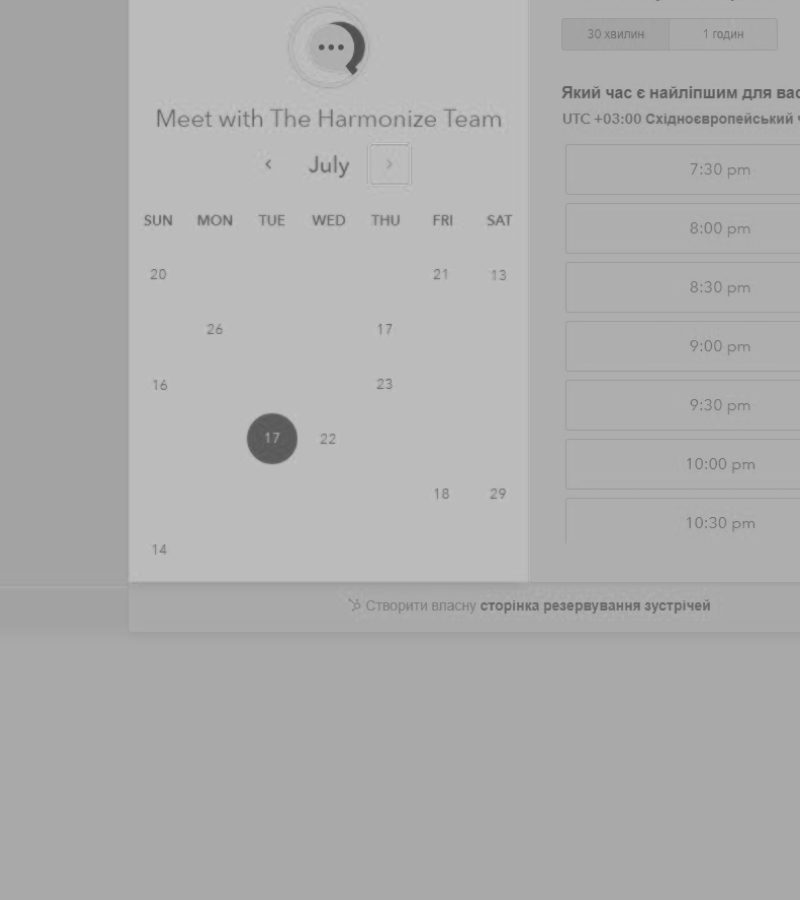 30 хвилин 1 годин
Meet with The Harmonize Team
Який час є найліпшим для вас
UTC +03:00 Східноєвропейський
July
SUN MON TUE WED THU FRI SAT
20 21 13
26 17
16 23
17 22
18 29
14
7:30 pm
8:00 pm
8:30 pm
9:00 pm
9:30 pm
10:00 pm
10:30 pm
Створити власну сторінка резервування зустрічей